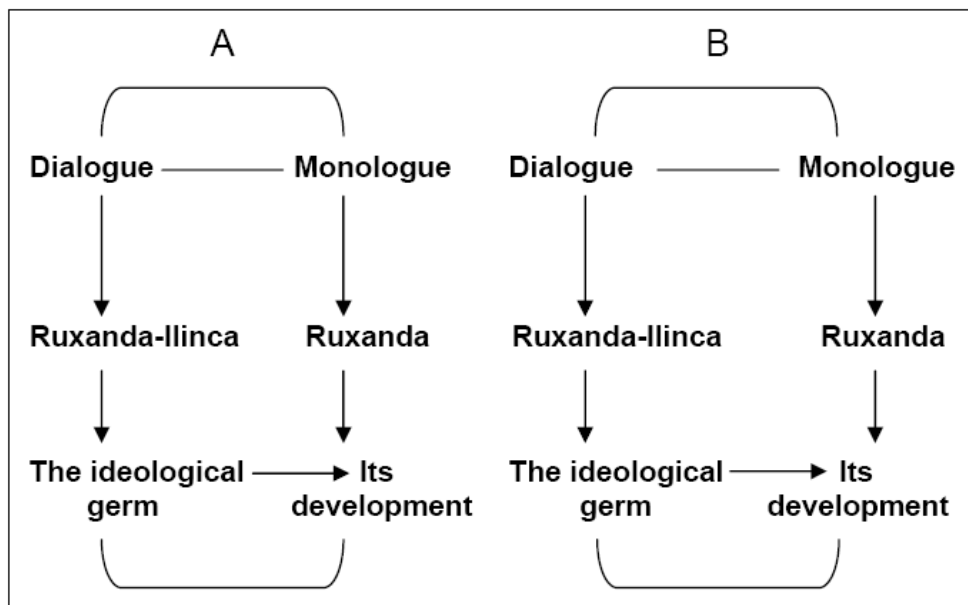 A B
Dialogue Monologue Dialogue Monologue
Ruxanda-Ilinca Ruxanda Ruxanda-Ilinca Ruxanda
The ideological Its The ideological Its
germ development germ development